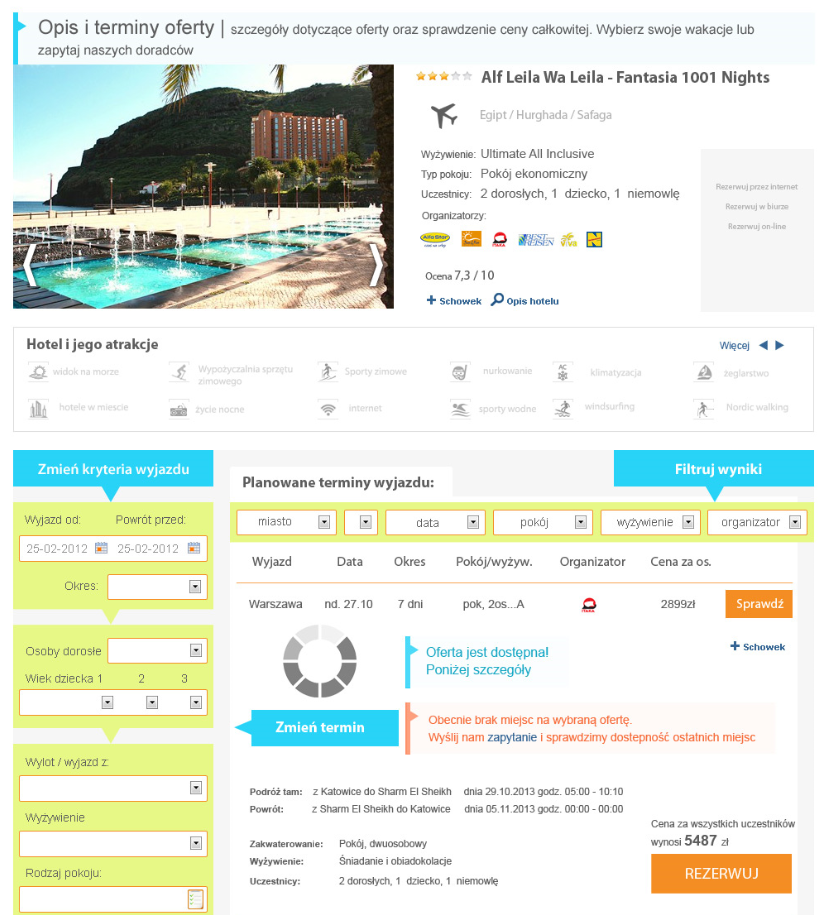 Opis i terminy oferty | szczegóły dotyczące oferty oraz sprawdzenie ceny całkowitej. Wybierz swoje wakacje lub
zapytaj naszych doradców
Alf Leila Wa Leila - Fantasia 1001 Nights
Egipt / Hurghada / Safaga
Wyżywienie: Ultimate All Inclusive
Typ pokoju: Pokój ekonomiczny
Uczestnicy: 2 dorosłych, 1 dziecko, 1 niemowlę
Organizatorzy:
Ocena 7,3 / 10
Schowek Opis hotelu
Rezerwuj przez internet
Rezerwuj w biurze
Rezerwuj on-line
Hotel i jego atrakcje
Więcej
widok na morze
Wypożyczalnia sprzętu
zimowego
Sporty zimowe
nurkowanie
AC
klimatyzacja
żeglarstwo
hotele w miescie
życie nocne
internet
sporty wodne
windsurfing
Nordic walking
Zmień kryteria wyjazdu
Wyjazd od: Powrót przed:
25-02-2012 25-02-2012
Okres:
Osoby dorosłe
Wiek dziecka 1 2 3
Wylot / wyjazd z:
Wyżywienie
Rodzaj pokoju:
Planowane terminy wyjazdu:
Filtruj wyniki
miasto data pokój wyżywienie organizator
Wyjazd Data Okres Pokój/wyżyw. Organizator Cena za os.
Warszawa nd. 27.10 7 dni pok, 2os...A ITAKA 2899zł Sprawdź
Schowek
Oferta jest dostępna!
Poniżej szczegóły
Zmień termin
Obecnie brak miejsc na wybraną ofertę.
Wyślij nam zapytanie i sprawdzimy dostepność ostatnich miejsc
Podróż tam: z Katowice do Sharm El Sheikh dnia 29.10.2013 godz. 05:00 - 10:10
Powrót: z Sharm El Sheikh do Katowice dnia 05.11.2013 godz. 00:00 - 00:00
Zakwaterowanie: Pokój, dwuosobowy
Wyżywienie: Śniadanie i obiadokolacje
Uczestnicy: 2 dorosłych, 1 dziecko, 1 niemowlę
Cena za wszystkich uczestników
wynosi 5487 zł
REZERWUJ